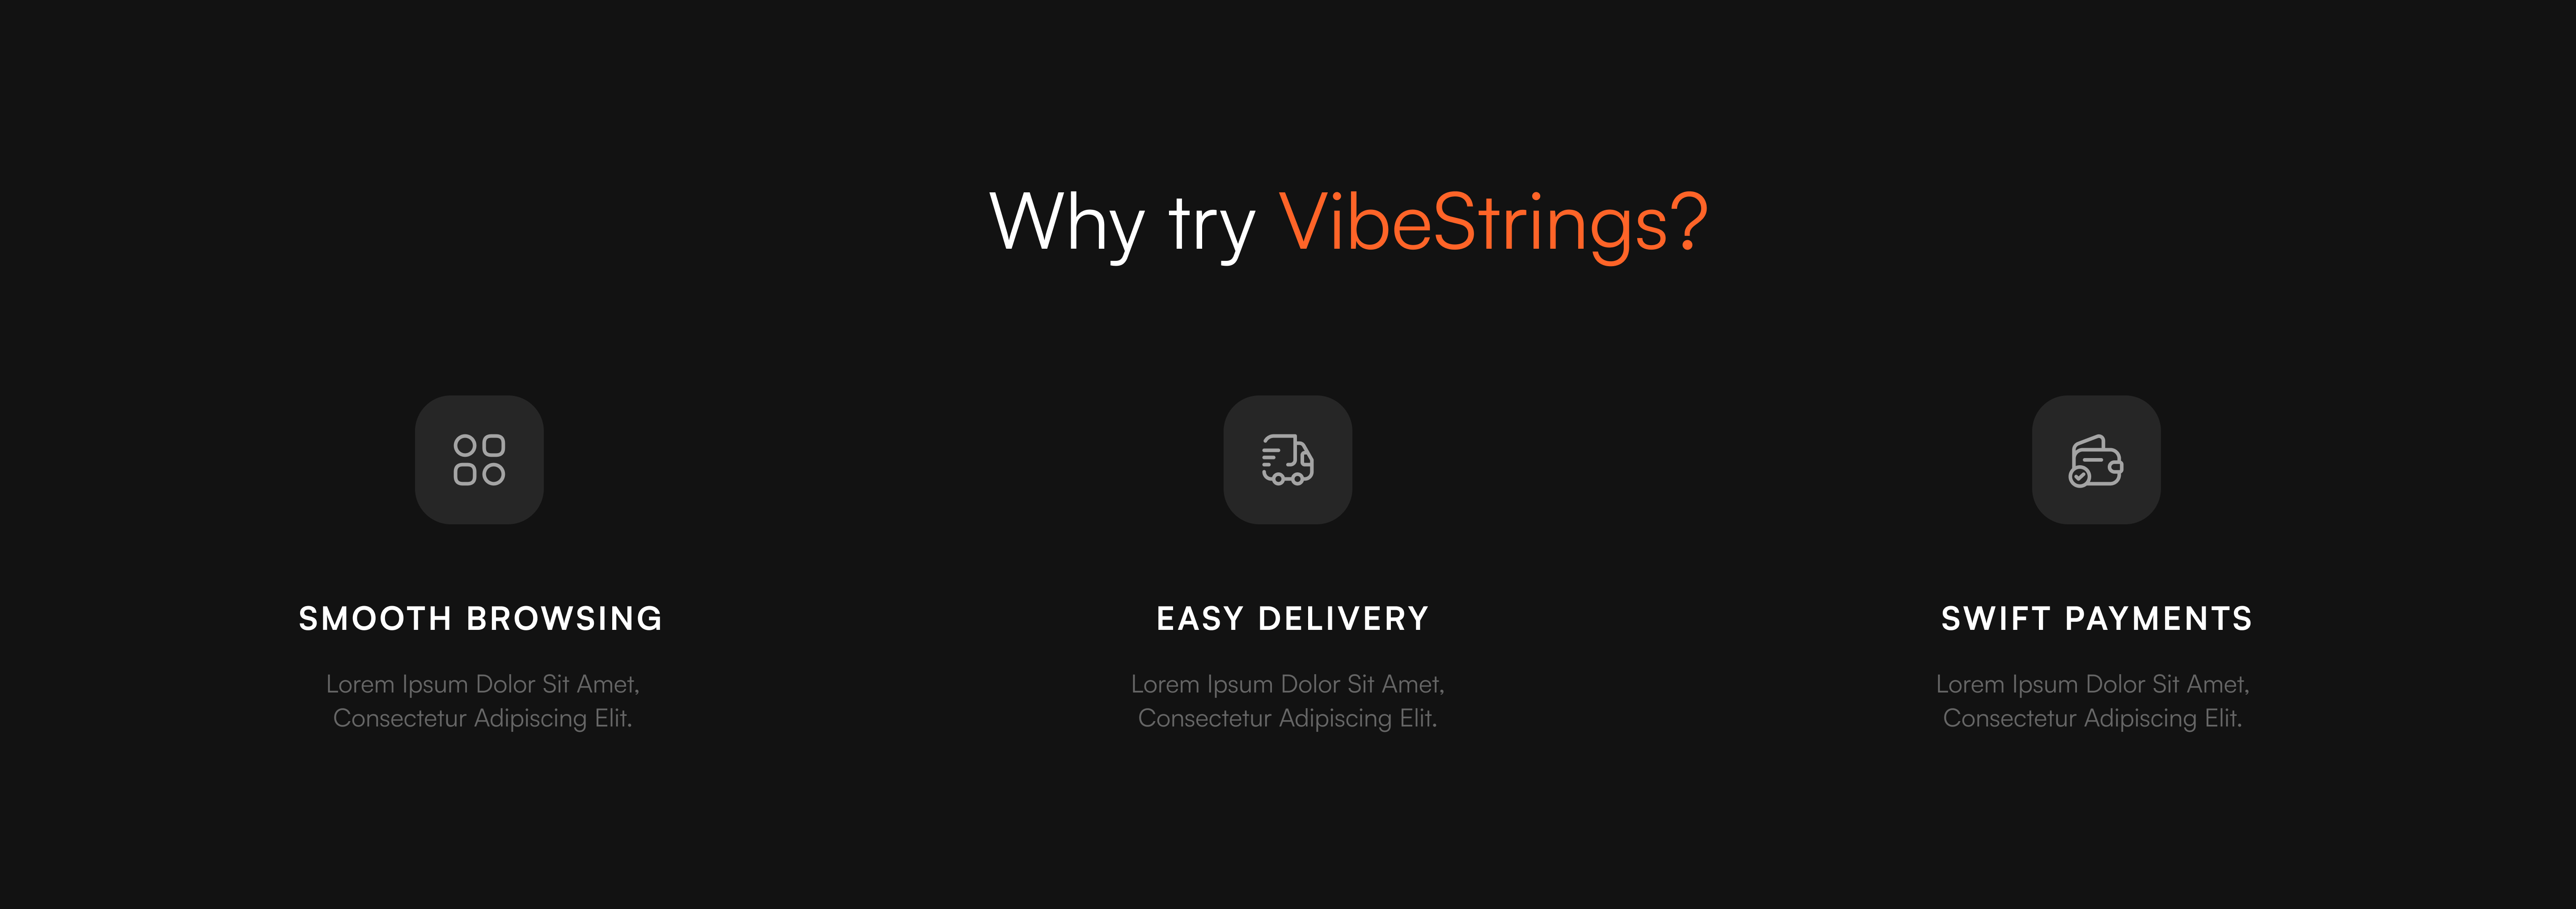 Why try VibeStrings?
SMOOTH BROWSING
Lorem Ipsum Dolor Sit Amet,
Consectetur Adipiscing Elit.
EASY DELIVERY
Lorem Ipsum Dolor Sit Amet,
Consectetur Adipiscing Elit.
SWIFT PAYMENTS
Lorem Ipsum Dolor Sit Amet,
Consectetur Adipiscing Elit.